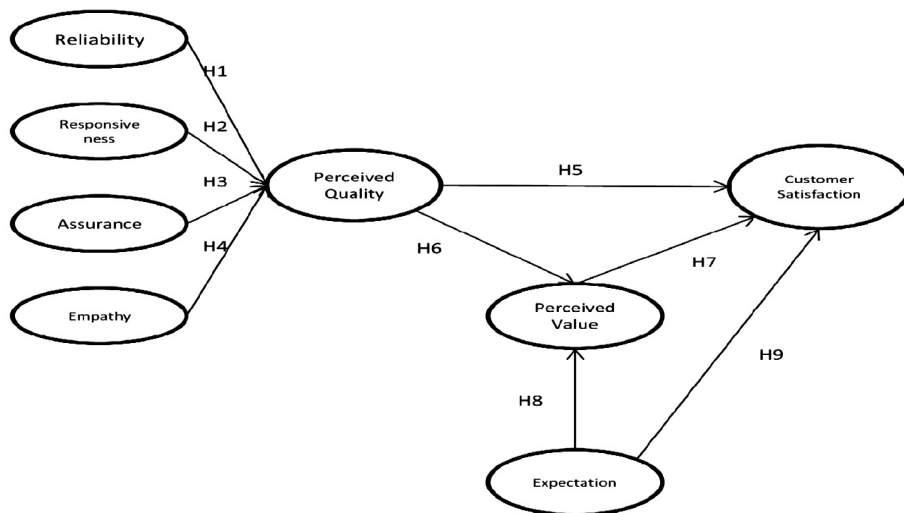 Reliability
H1
Responsive
ness
H2
H3
Assurance
H4
Empathy
Perceived
Quality
H5
Customer
Satisfaction
H6
H7
Perceived
Value
H8
H9
Expectation